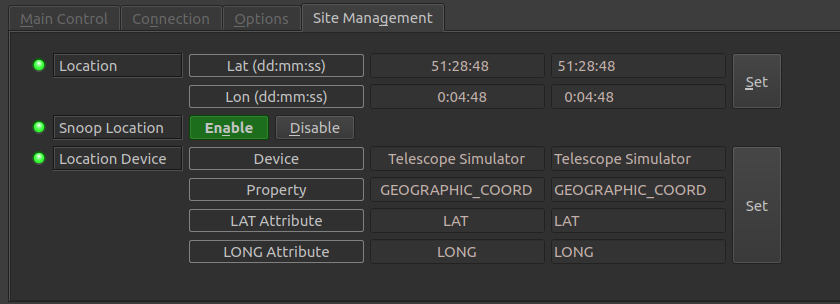 Main Control Connection Options Site Management
Location Lat (dd:mm:ss) 51:28:48 51:28:48 Set
Lon (dd:mm:ss) 0:04:48 0:04:48
Snoop Location Enable Disable
Location Device Device Telescope Simulator Telescope Simulator
Property GEOGRAPHIC_COORD GEOGRAPHIC_COORD Set
LAT Attribute LAT LAT
LONG Attribute LONG LONG